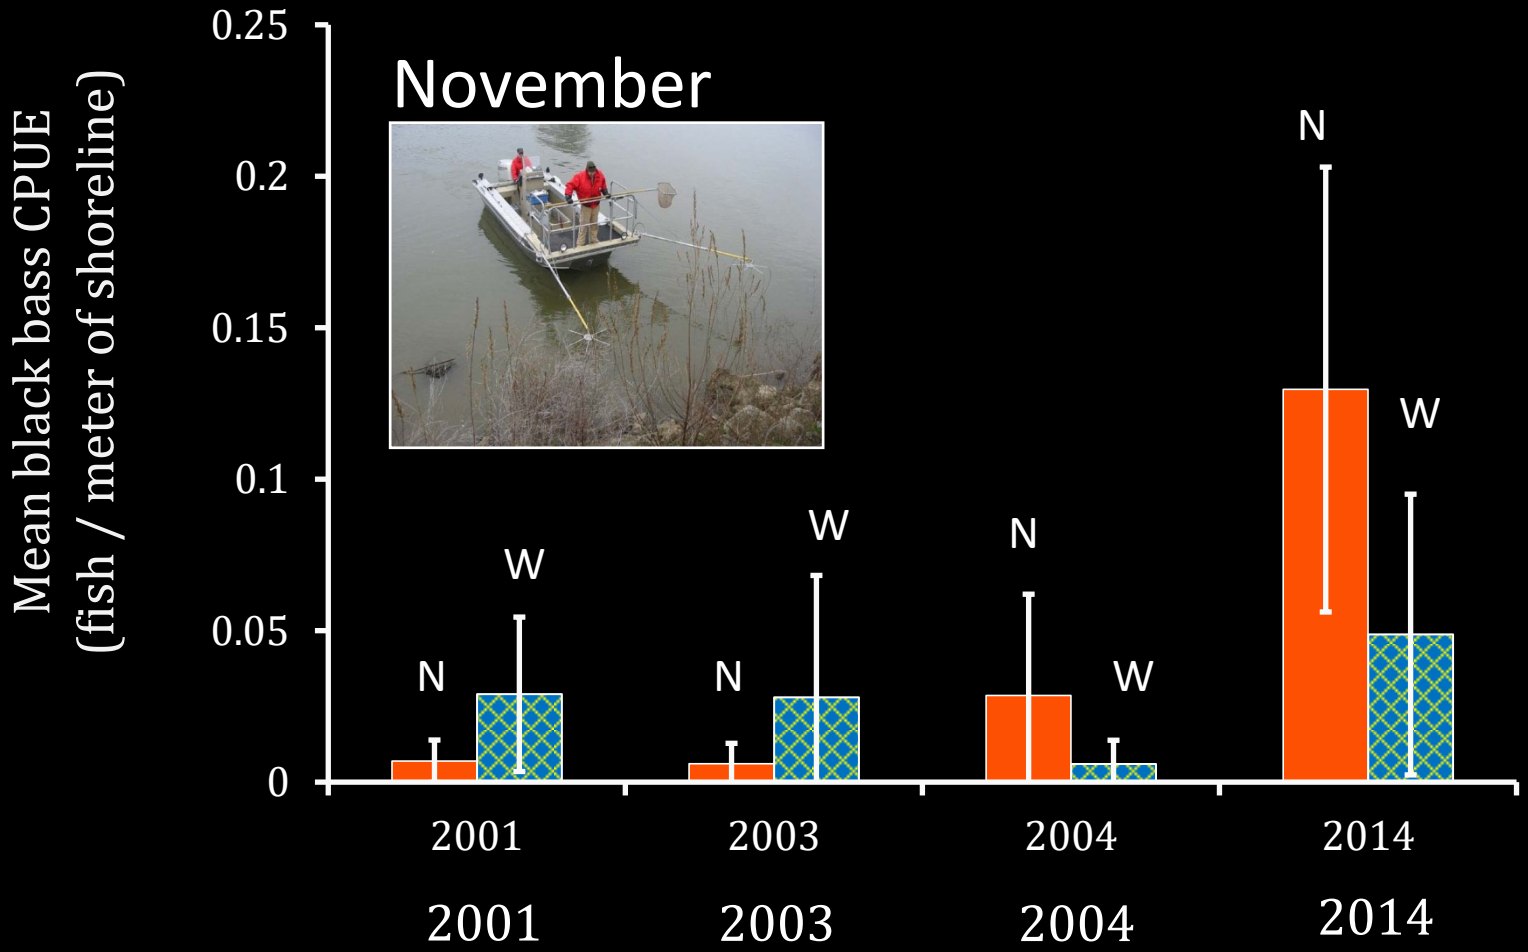 Mean black bass CPUE
(fish / meter of shoreline)
0.25
0.2
0.15
0.1
0.05
0
November
N
W
N
W
N
W
N
W
2001
2003
2004
2014
2001
2003
2004
2014